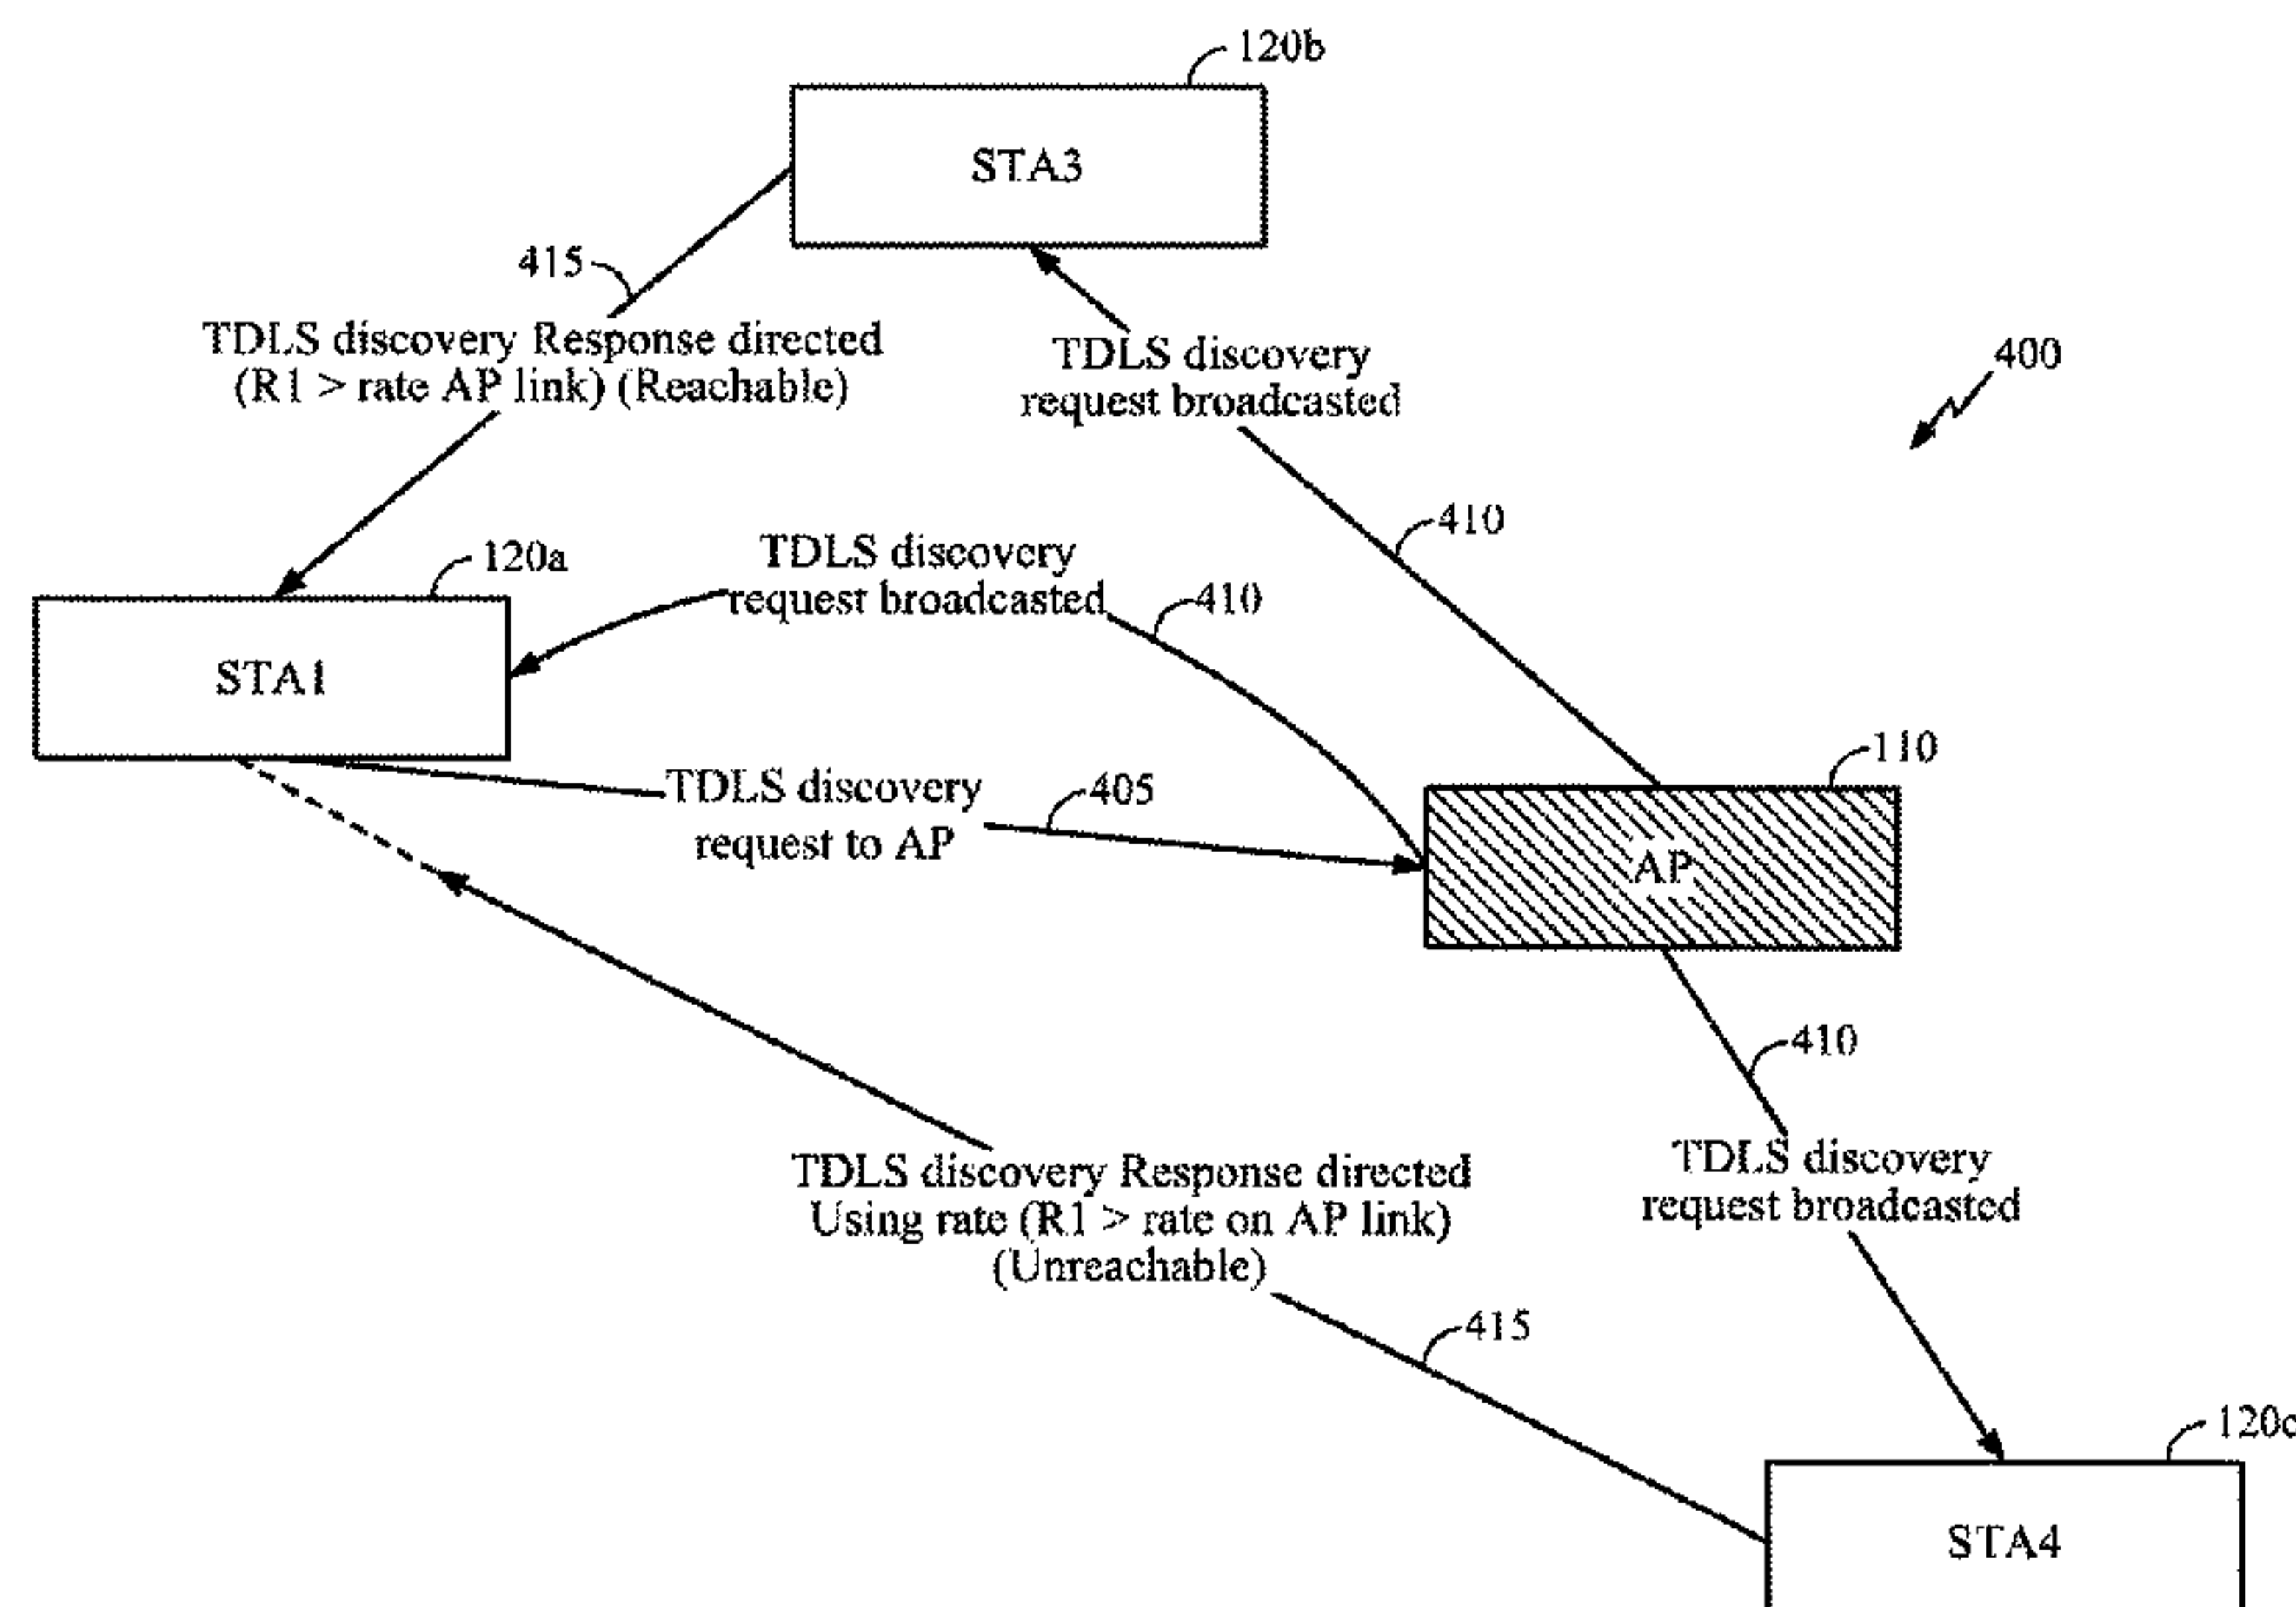 120b
STA3
415
TDLS discovery Response directed
(R1 > rate AP link) (Reachable)
TDLS discovery
request broadcasted
400
410
120a
TDLS discovery
request broadcasted
410
STA1
110
TDLS discovery
request to AP
405
AP
410
TDLS discovery Response directed
Using rate (R1 > rate on AP link)
(Unreachable)
TDLS discovery
request broadcasted
415
120c
STA4